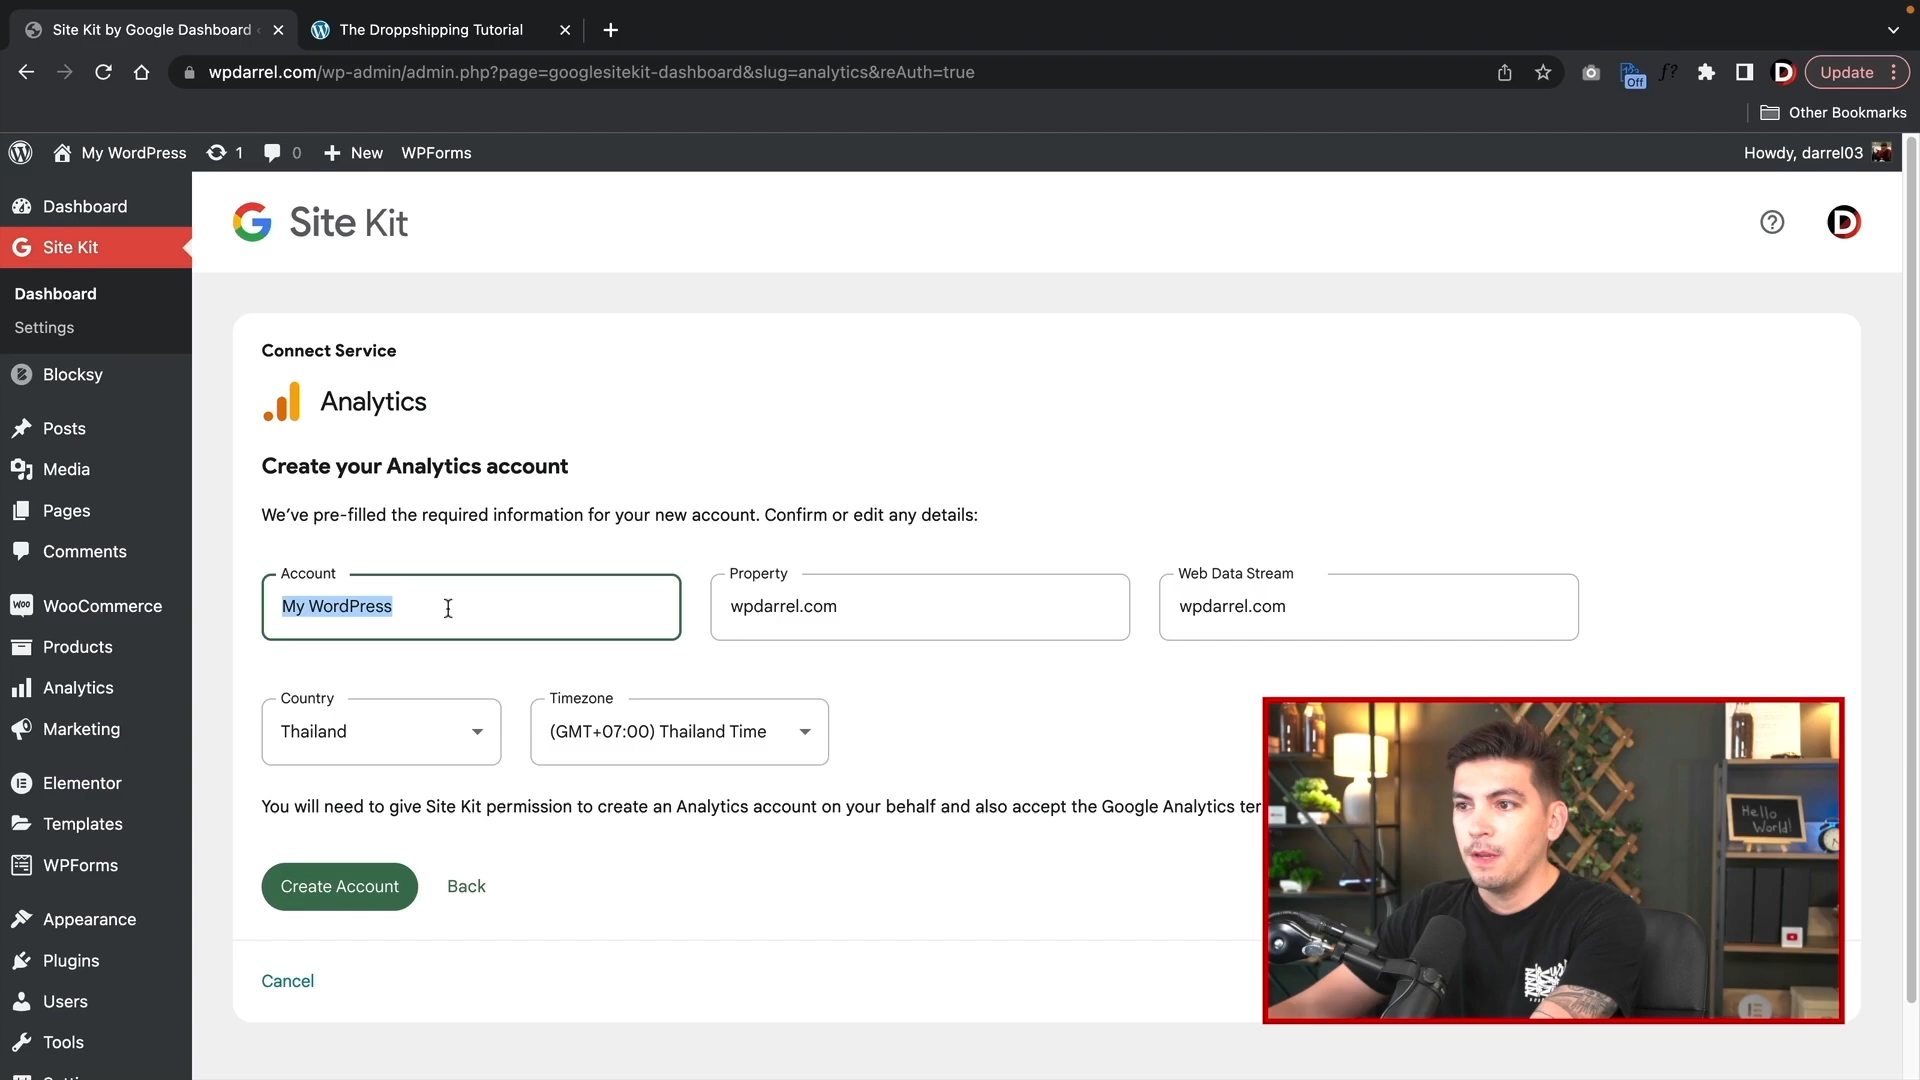 Site Kit by Google Dashboard
The Droppshipping Tutorial
wpdarrel.com/wp-admin/admin.php?page=googlesitekit-dashboard&slug=analytics&reAuth=true
Off
f?
D
Update
Other Bookmarks
My WordPress
1
0
New
WPForms
Howdy, darrel03
Dashboard
Site Kit
Dashboard
Settings
Blocksy
Posts
Media
Pages
Comments
WooCommerce
Products
Analytics
Marketing
Elementor
Templates
WPForms
Appearance
Plugins
Users
Tools
G Site Kit
D
Connect Service
Analytics
Create your Analytics account
We've pre-filled the required information for your new account. Confirm or edit any details:
Account
My WordPress
Property
wpdarrel.com
Web Data Stream
wpdarrel.com
Country
Thailand
Timezone
(GMT+07:00) Thailand Time
You will need to give Site Kit permission to create an Analytics account on your behalf and also accept the Google Analytics ter
Create Account
Back
Cancel
Hello
World!